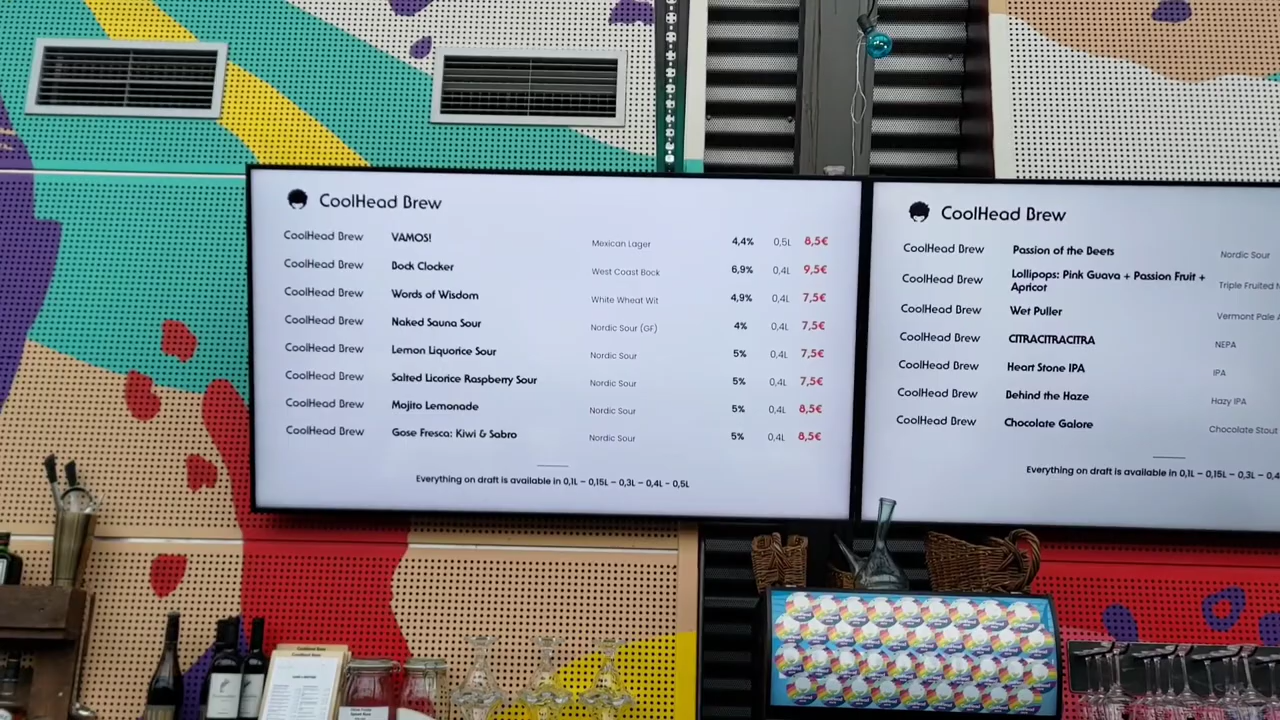 CoolHead Brew
CoolHead Brew VAMOS! Mexican Lager 4,4% 0,5L 8,5€
CoolHead Brew Bock Clocker West Coast Bock 6,9% 0,4L 9,5€
CoolHead Brew Words of Wisdom White Wheat Wit 4,9% 0,4L 7,5€
CoolHead Brew Naked Sauna Sour Nordic Sour (GF) 4% 0,4L 7,5€
CoolHead Brew Lemon Liquorice Sour Nordic Sour 5% 0,4L 7,5€
CoolHead Brew Salted Licorice Raspberry Sour Nordic Sour 5% 0,4L 7,5€
CoolHead Brew Mojito Lemonade Nordic Sour 5% 0,4L 8,5€
CoolHead Brew Gose Fresca: Kiwi & Sabro Nordic Sour 5% 0,4L 8,5€
Everything on draft is available in 0,1L – 0,15L – 0,3L – 0,4L – 0,5L
CoolHead Brew
CoolHead Brew Passion of the Beets Nordic Sour
CoolHead Brew Lollipops: Pink Guava + Passion Fruit +
Apricot Triple Fruited
CoolHead Brew Wet Puller Vermont Pale
CoolHead Brew CITRACITRACITRA NEPA
CoolHead Brew Heart Stone IPA IPA
CoolHead Brew Behind the Haze Hazy IPA
CoolHead Brew Chocolate Galore Chocolate Stout
Everything on draft is available in 0,1L – 0,15L – 0,3L –